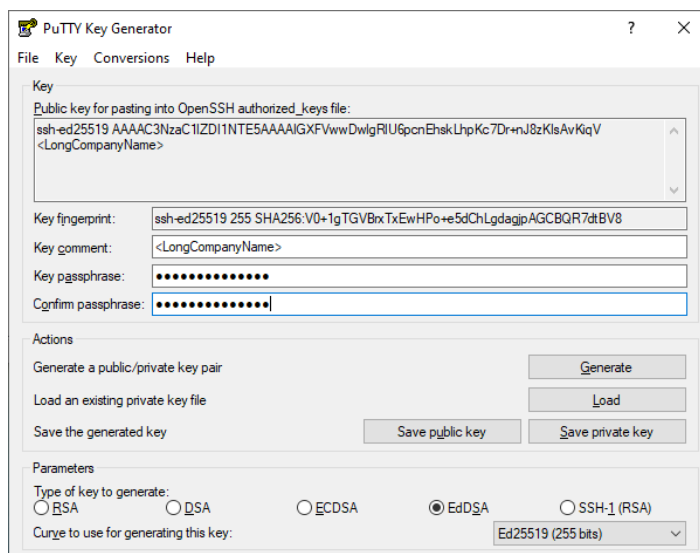 PuTTY Key Generator
?
File Key Conversions Help
Key
Public key for pasting into OpenSSH authorized_keys file:
ssh-ed25519 AAAAC3NzaC1lZDI1NTE5AAAAIGXFVwwDwlgRlU6pcnEhskLhpKc7Dr+nJ8zKlsAvKiqV
<LongCompanyName>
Key fingerprint: ssh-ed25519 255 SHA256:V0+1gTGVBrxTxEwHPo+e5dChLgdagjpAGCBQR7dtBV8
Key comment: <LongCompanyName>
Key passphrase: ●●●●●●●●●●●●●●
Confirm passphrase: ●●●●●●●●●●●●●●
Actions
Generate a public/private key pair Generate
Load an existing private key file Load
Save the generated key Save public key Save private key
Parameters
Type of key to generate:
RSA DSA ECDSA EdDSA SSH-1 (RSA)
Curve to use for generating this key: Ed25519 (255 bits)